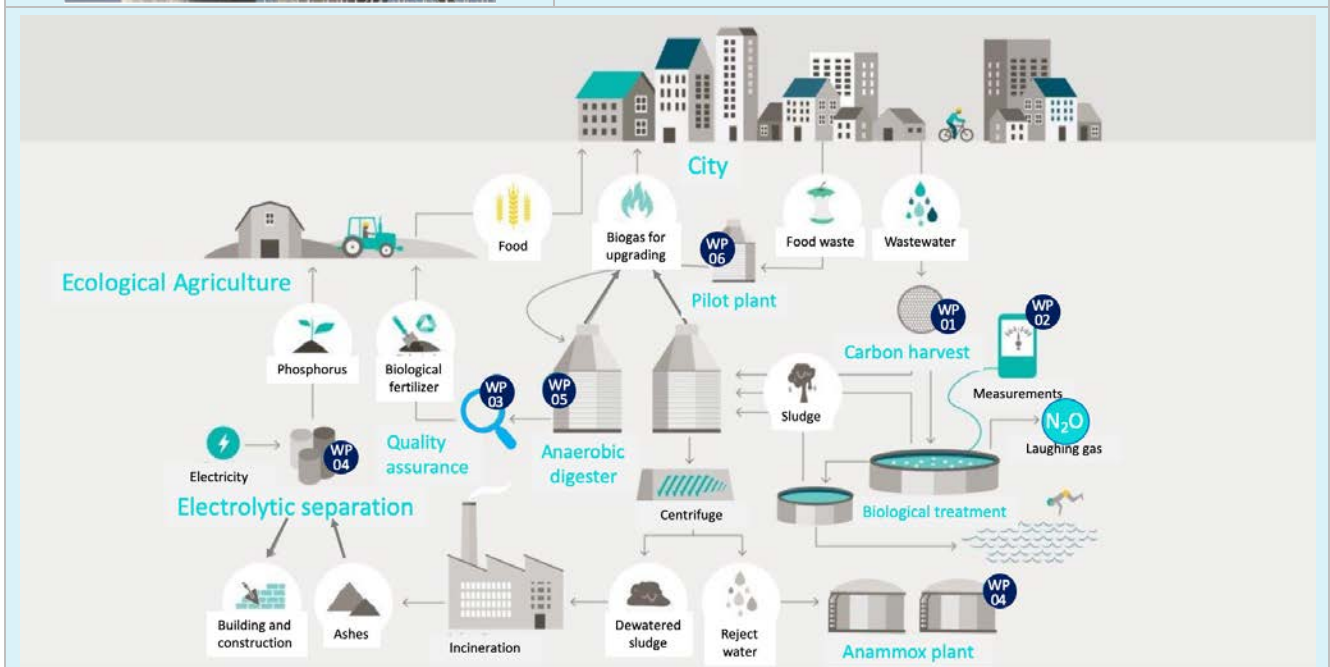 City
Food
Biogas for
upgrading
WP
06
Pilot plant
Food waste
Wastewater
Ecological Agriculture
WP
01
Carbon harvest
WP
02
Measurements
N₂O
Laughing gas
Phosphorus
Biological
fertilizer
WP
03
Quality
assurance
WP
05
Anaerobic
digester
Sludge
Electricity
WP
04
Electrolytic separation
Centrifuge
Biological treatment
Building and
construction
Ashes
Incineration
Dewatered
sludge
Reject
water
WP
04
Anammox plant